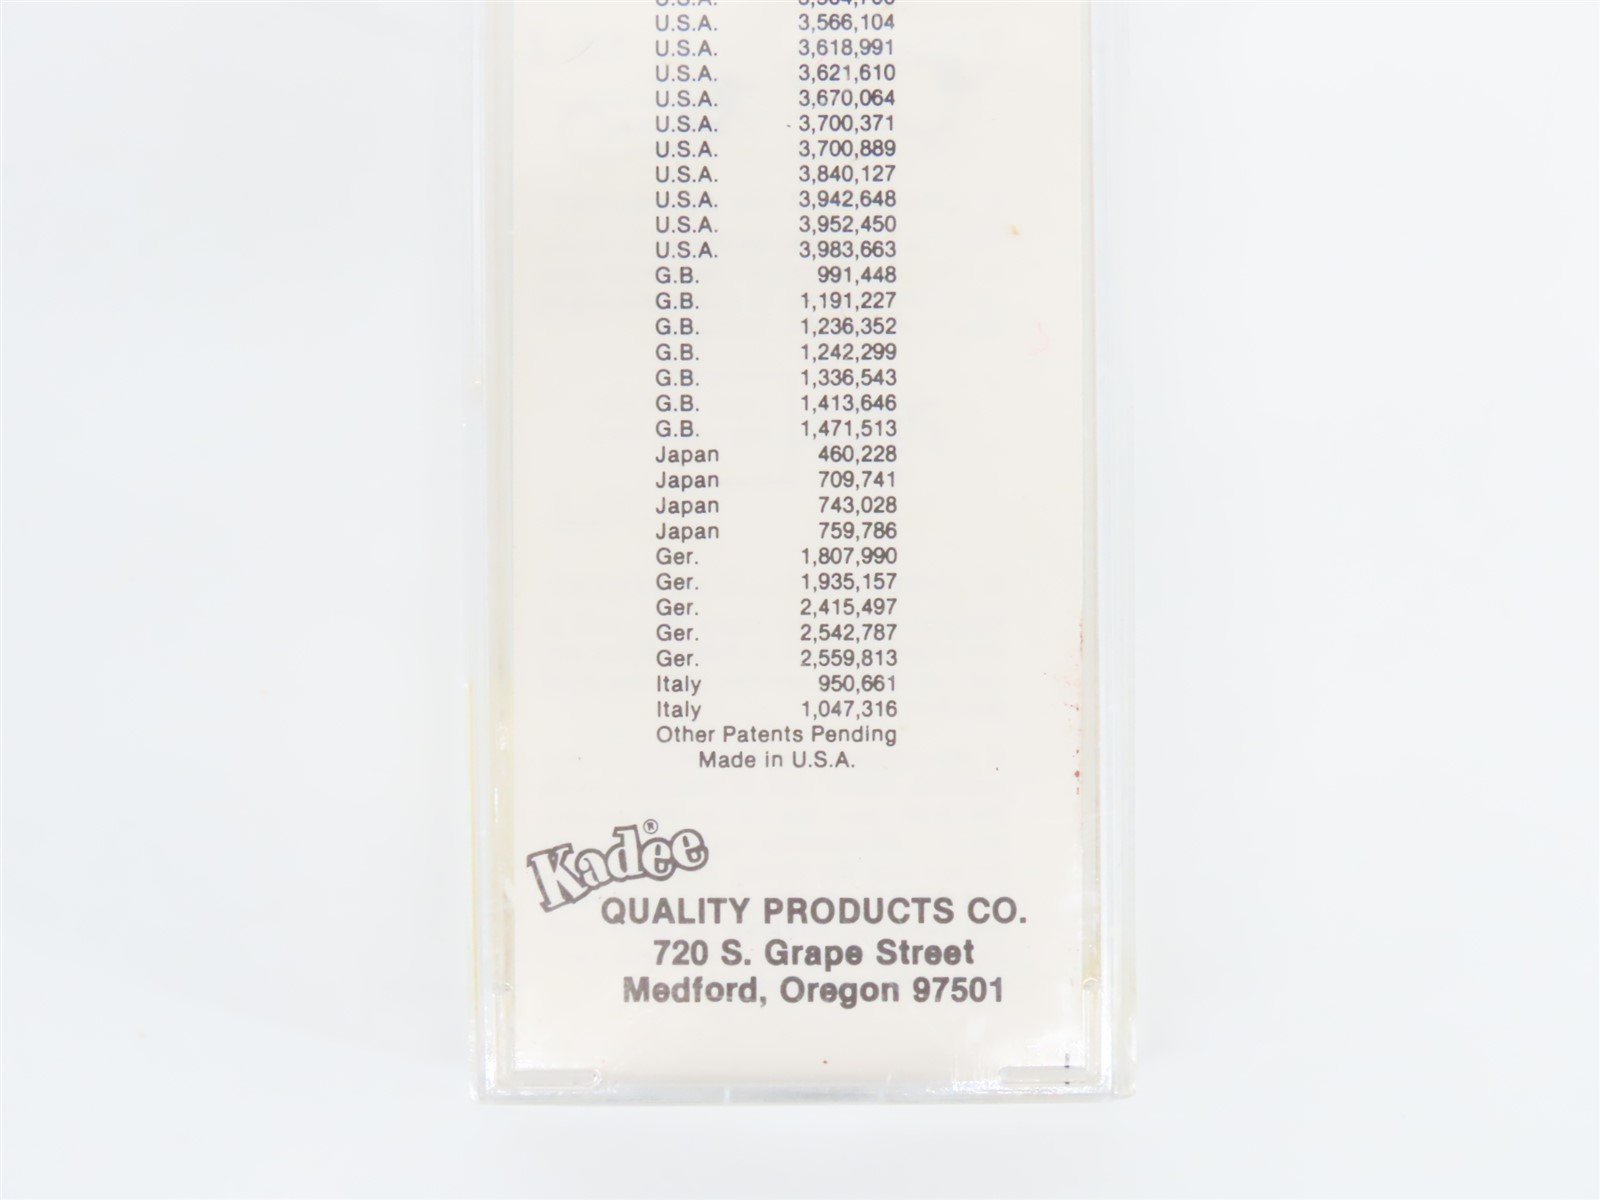 U.S.A. 3,566,104
U.S.A. 3,618,991
U.S.A. 3,621,610
U.S.A. 3,670,064
U.S.A. 3,700,371
U.S.A. 3,700,889
U.S.A. 3,840,127
U.S.A. 3,942,648
U.S.A. 3,952,450
U.S.A. 3,983,663
G.B. 991,448
G.B. 1,191,227
G.B. 1,236,352
G.B. 1,242,299
G.B. 1,336,543
G.B. 1,413,646
G.B. 1,471,513
Japan 460,228
Japan 709,741
Japan 743,028
Japan 759,786
Ger. 1,807,990
Ger. 1,935,157
Ger. 2,415,497
Ger. 2,542,787
Ger. 2,559,813
Italy 950,661
Italy 1,047,316
Other Patents Pending
Made in U.S.A.
Kadee®
QUALITY PRODUCTS CO.
720 S. Grape Street
Medford, Oregon 97501